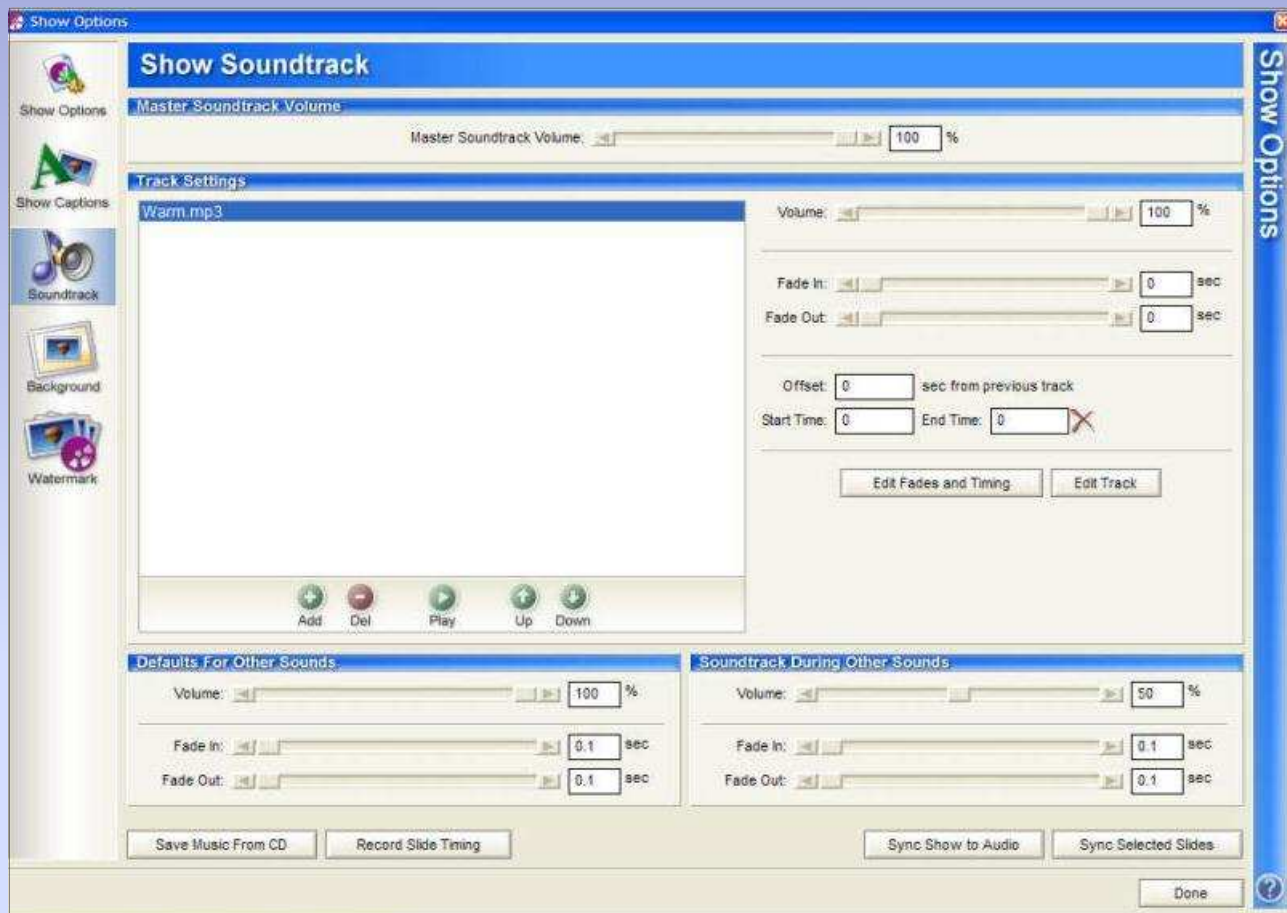 Show Options
Show Options
Show Captions
Soundtrack
Background
Watermark
Show Soundtrack
Master Soundtrack Volume
Master Soundtrack Volume: 100 %
Track Settings
Warm.mp3
Add Del Play Up Down
Volume: 100 %
Fade In: 0 sec
Fade Out: 0 sec
Offset: 0 sec from previous track
Start Time: 0 End Time: 0
Edit Fades and Timing Edit Track
Defaults For Other Sounds
Volume: 100 %
Fade In: 0.1 sec
Fade Out: 0.1 sec
Soundtrack During Other Sounds
Volume: 50 %
Fade In: 0.1 sec
Fade Out: 0.1 sec
Save Music From CD Record Slide Timing Sync Show to Audio Sync Selected Slides
Done
Show Options
?